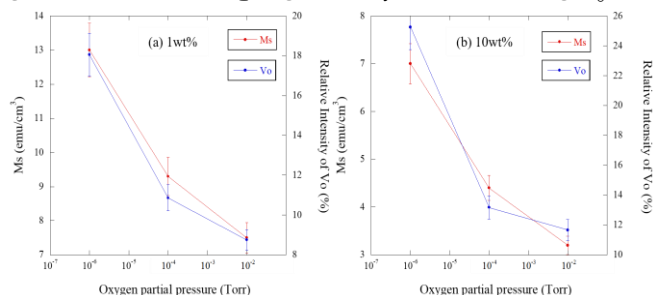 (a) 1wt%
Ms
Vo
14
13
12
11
10
9
8
7
Ms (emu/cm³)
20
18
16
14
12
10
8
Relative Intensity of Vo (%)
10⁻⁷ 10⁻⁶ 10⁻⁵ 10⁻⁴ 10⁻³ 10⁻² 10⁻¹
Oxygen partial pressure (Torr)
(b) 10wt%
Ms
Vo
8
7
6
5
4
3
Ms (emu/cm³)
26
24
22
20
18
16
14
12
10
Relative Intensity of Vo (%)
10⁻⁷ 10⁻⁶ 10⁻⁵ 10⁻⁴ 10⁻³ 10⁻² 10⁻¹
Oxygen partial pressure (Torr)